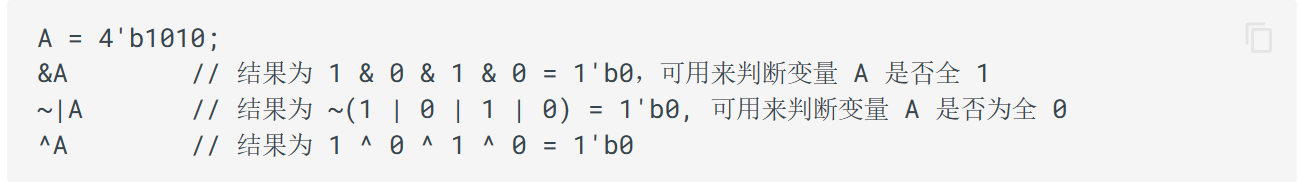 A = 4'b1010;
&A        // 结果为 1 & 0 & 1 & 0 = 1'b0，可用来判断变量 A 是否全 1
~|A       // 结果为 ~(1 | 0 | 1 | 0) = 1'b0, 可用来判断变量 A 是否为全 0
^A        // 结果为 1 ^ 0 ^ 1 ^ 0 = 1'b0